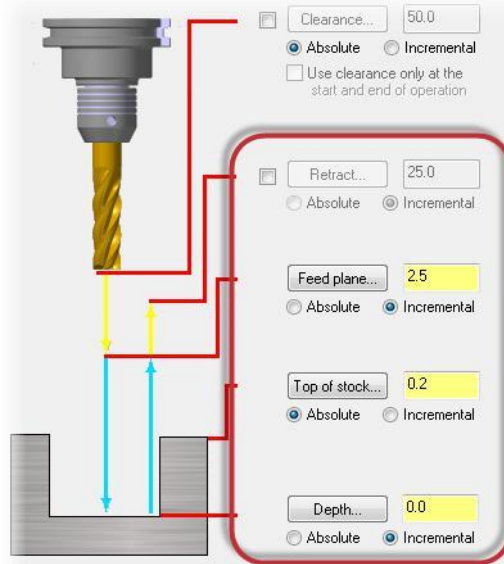 Clearance... 50.0
Absolute Incremental
Use clearance only at the
start and end of operation
Retract... 25.0
Absolute Incremental
Feed plane... 2.5
Absolute Incremental
Top of stock... 0.2
Absolute Incremental
Depth... 0.0
Absolute Incremental